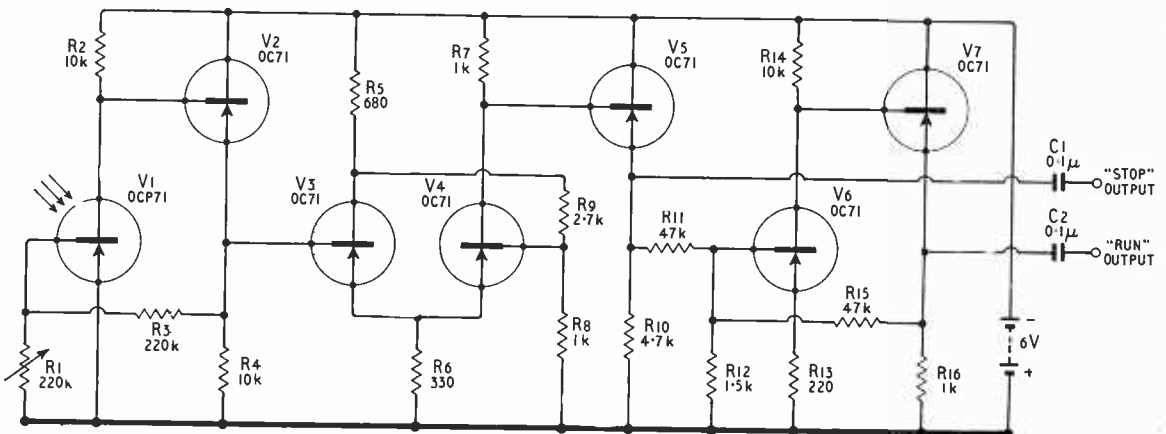 R2
10k
V2
OC71
R5
680
R7
1k
V5
OC71
R14
10k
V7
OC71
C1
0·1μ
"STOP"
OUTPUT
V1
OCP71
V3
OC71
V4
OC71
R9
2·7k
R11
47k
V6
OC71
C2
0·1μ
"RUN"
OUTPUT
R3
220k
R15
47k
R1
220k
R4
10k
R6
330
R8
1k
R10
4·7k
R12
1·5k
R13
220
R16
1k
-
6V
+